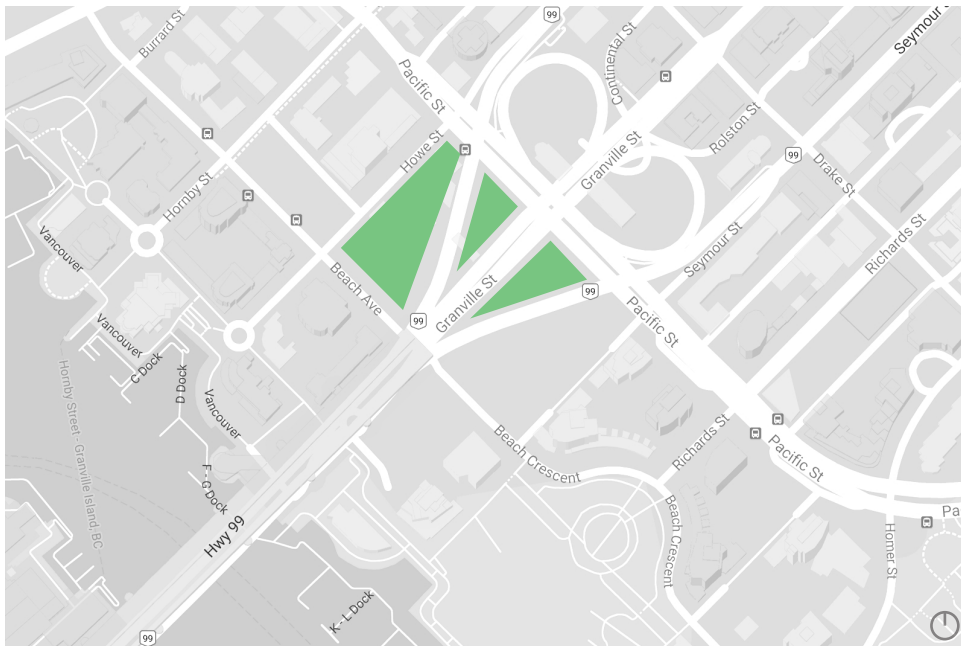 99
Burrard St
Continental St
Seymour
Pacific St
Howe St
Granville St
Rolston St
99
Drake St
Hornby St
Vancouver
Beach Ave
Seymour St
Richards St
99
Granville St
99
Pacific St
Vancouver
C Dock
D Dock
Hornby Street - Granville Island, BC
Vancouver
Beach Crescent
Richards St
Pacific St
F - G Dock
Hwy 99
Beach Crescent
Homer St
Pa
K - L Dock
99